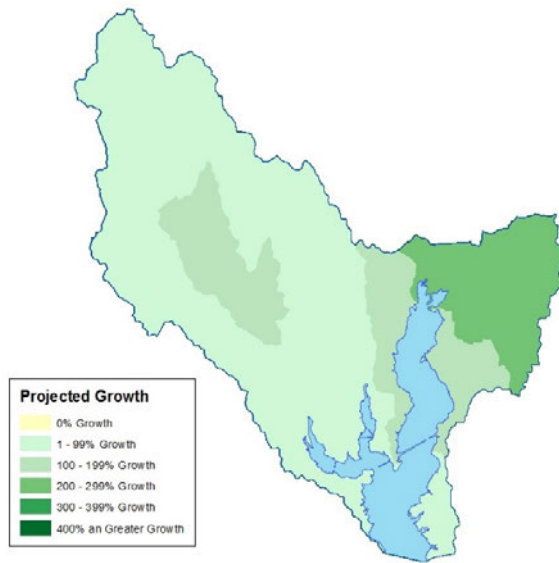 Projected Growth
0% Growth
1 - 99% Growth
100 - 199% Growth
200 - 299% Growth
300 - 399% Growth
400% an Greater Growth